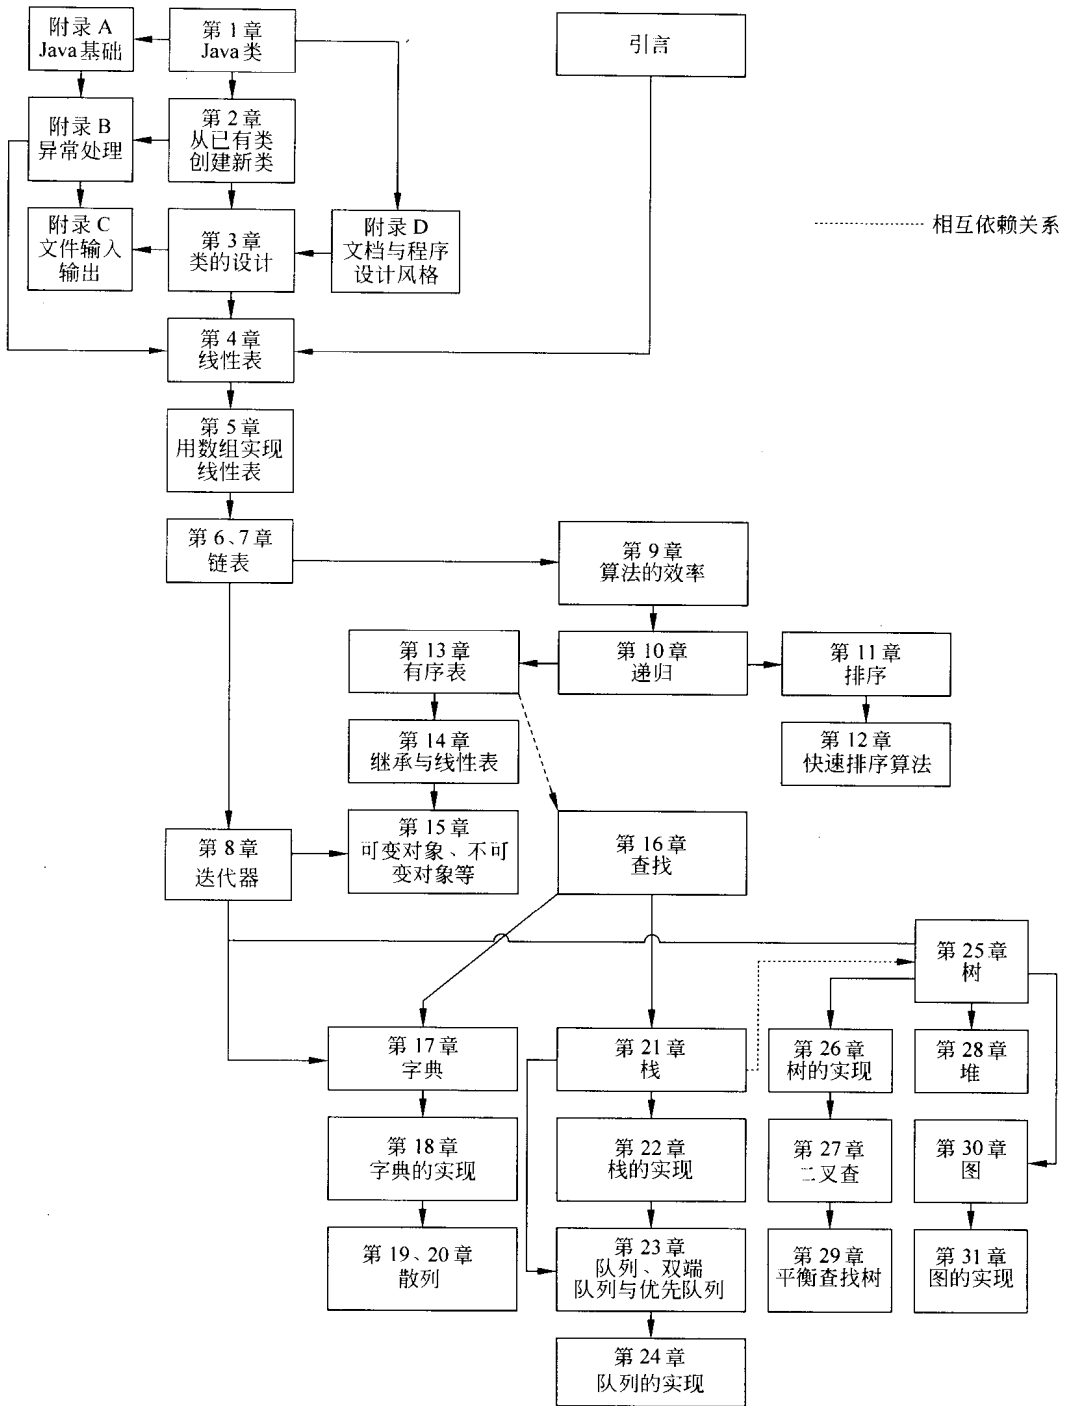 附录 A
Java 基础
第 1 章
Java 类
引言
附录 B
异常处理
第 2 章
从已有类
创建新类
附录 C
文件输入
输出
第 3 章
类的设计
附录 D
文档与程序
设计风格
相互依赖关系
第 4 章
线性表
第 5 章
用数组实现
线性表
第 6、7 章
链表
第 9 章
算法的效率
第 13 章
有序表
第 10 章
递归
第 11 章
排序
第 14 章
继承与线性表
第 12 章
快速排序算法
第 8 章
迭代器
第 15 章
可变对象、不可
变对象等
第 16 章
查找
第 25 章
树
第 17 章
字典
第 21 章
栈
第 26 章
树的实现
第 28 章
堆
第 18 章
字典的实现
第 22 章
栈的实现
第 27 章
二叉查
第 30 章
图
第 19、20 章
散列
第 23 章
队列、双端
队列与优先队列
第 29 章
平衡查找树
第 31 章
图的实现
第 24 章
队列的实现